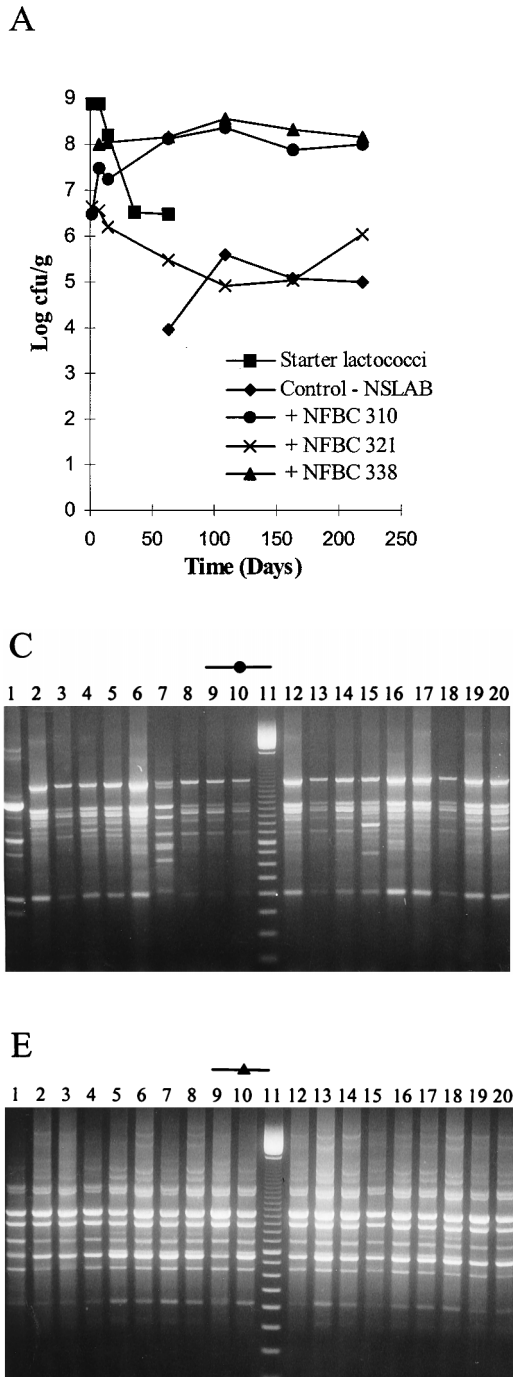 A
9
8
7
6
5
4
3
2
1
0
Log cfu/g
Starter lactococci
Control - NSLAB
+ NFBC 310
+ NFBC 321
+ NFBC 338
0 50 100 150 200 250
Time (Days)
C
1 2 3 4 5 6 7 8 9 10 11 12 13 14 15 16 17 18 19 20
E
1 2 3 4 5 6 7 8 9 10 11 12 13 14 15 16 17 18 19 20